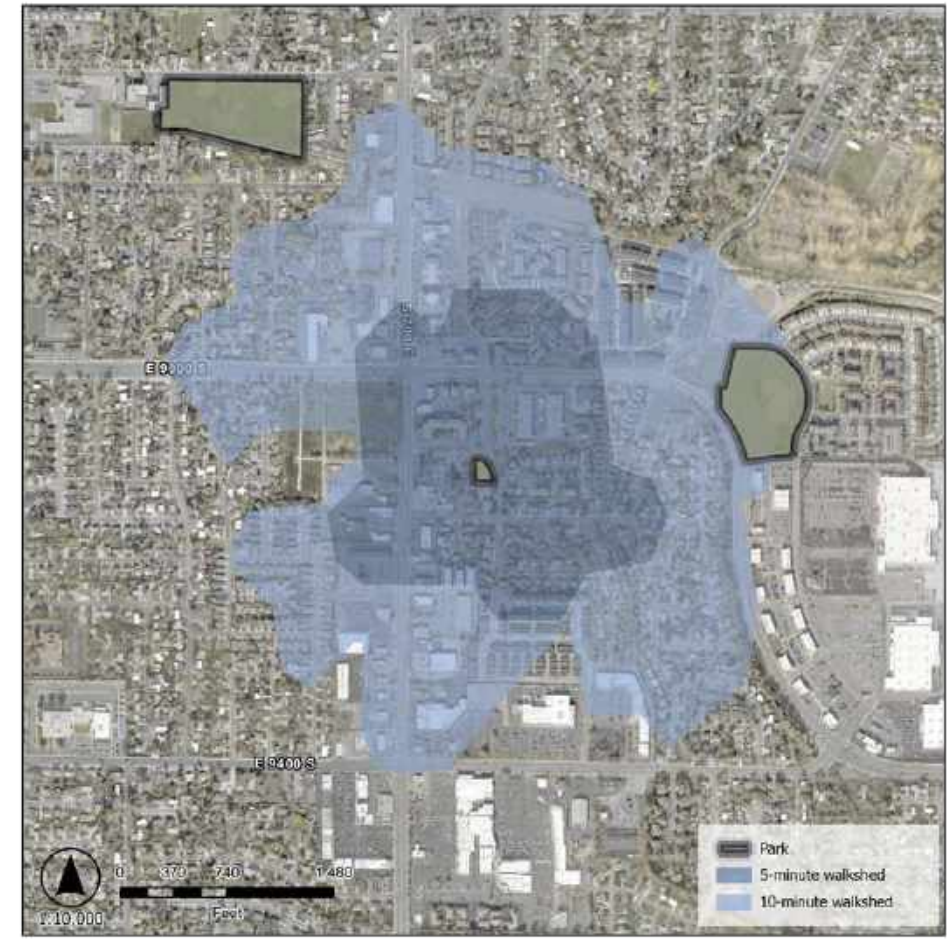 E 9400 S
0 370 740 1,480
Feet
1:10,000
Park
5-minute walkshed
10-minute walkshed